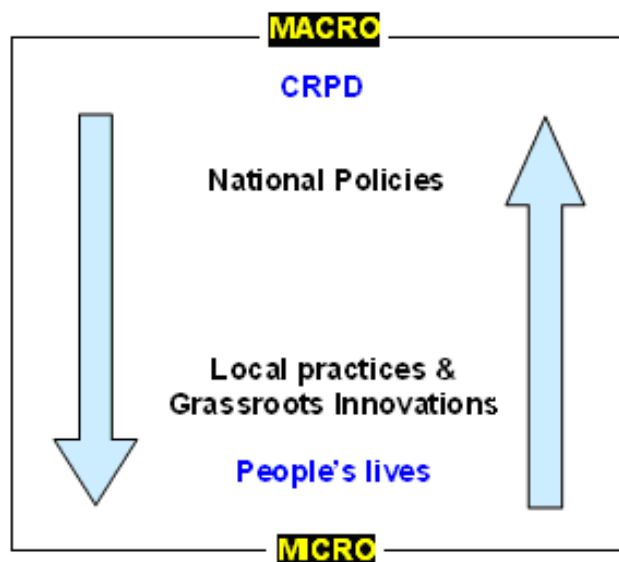 MACRO
CRPD
National Policies
Local practices &
Grassroots Innovations
People's lives
MICRO